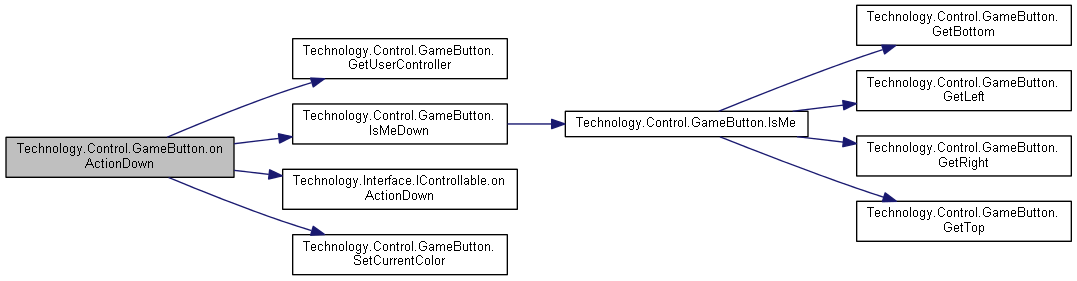 Technology.Control.GameButton.on
ActionDown
Technology.Control.GameButton.
GetUserController
Technology.Control.GameButton.
IsMeDown
Technology.Interface.IControllable.on
ActionDown
Technology.Control.GameButton.
SetCurrentColor
Technology.Control.GameButton.IsMe
Technology.Control.GameButton.
GetBottom
Technology.Control.GameButton.
GetLeft
Technology.Control.GameButton.
GetRight
Technology.Control.GameButton.
GetTop